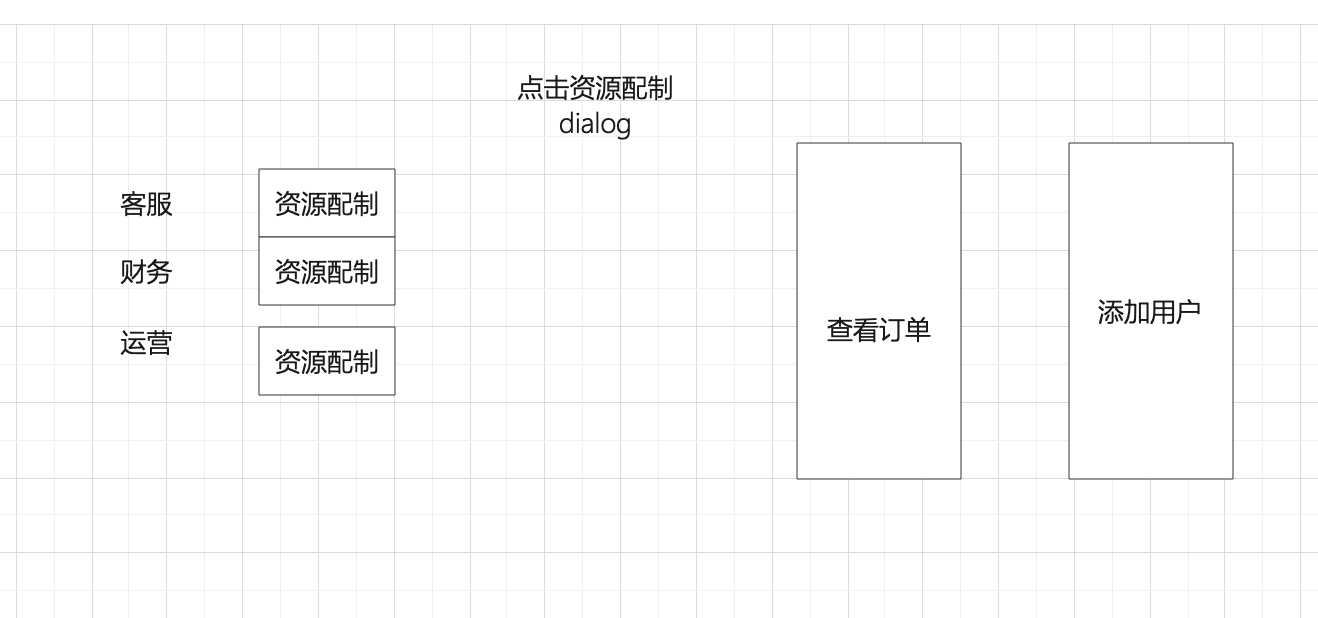 点击资源配制
dialog
客服
资源配制
财务
资源配制
运营
资源配制
查看订单
添加用户